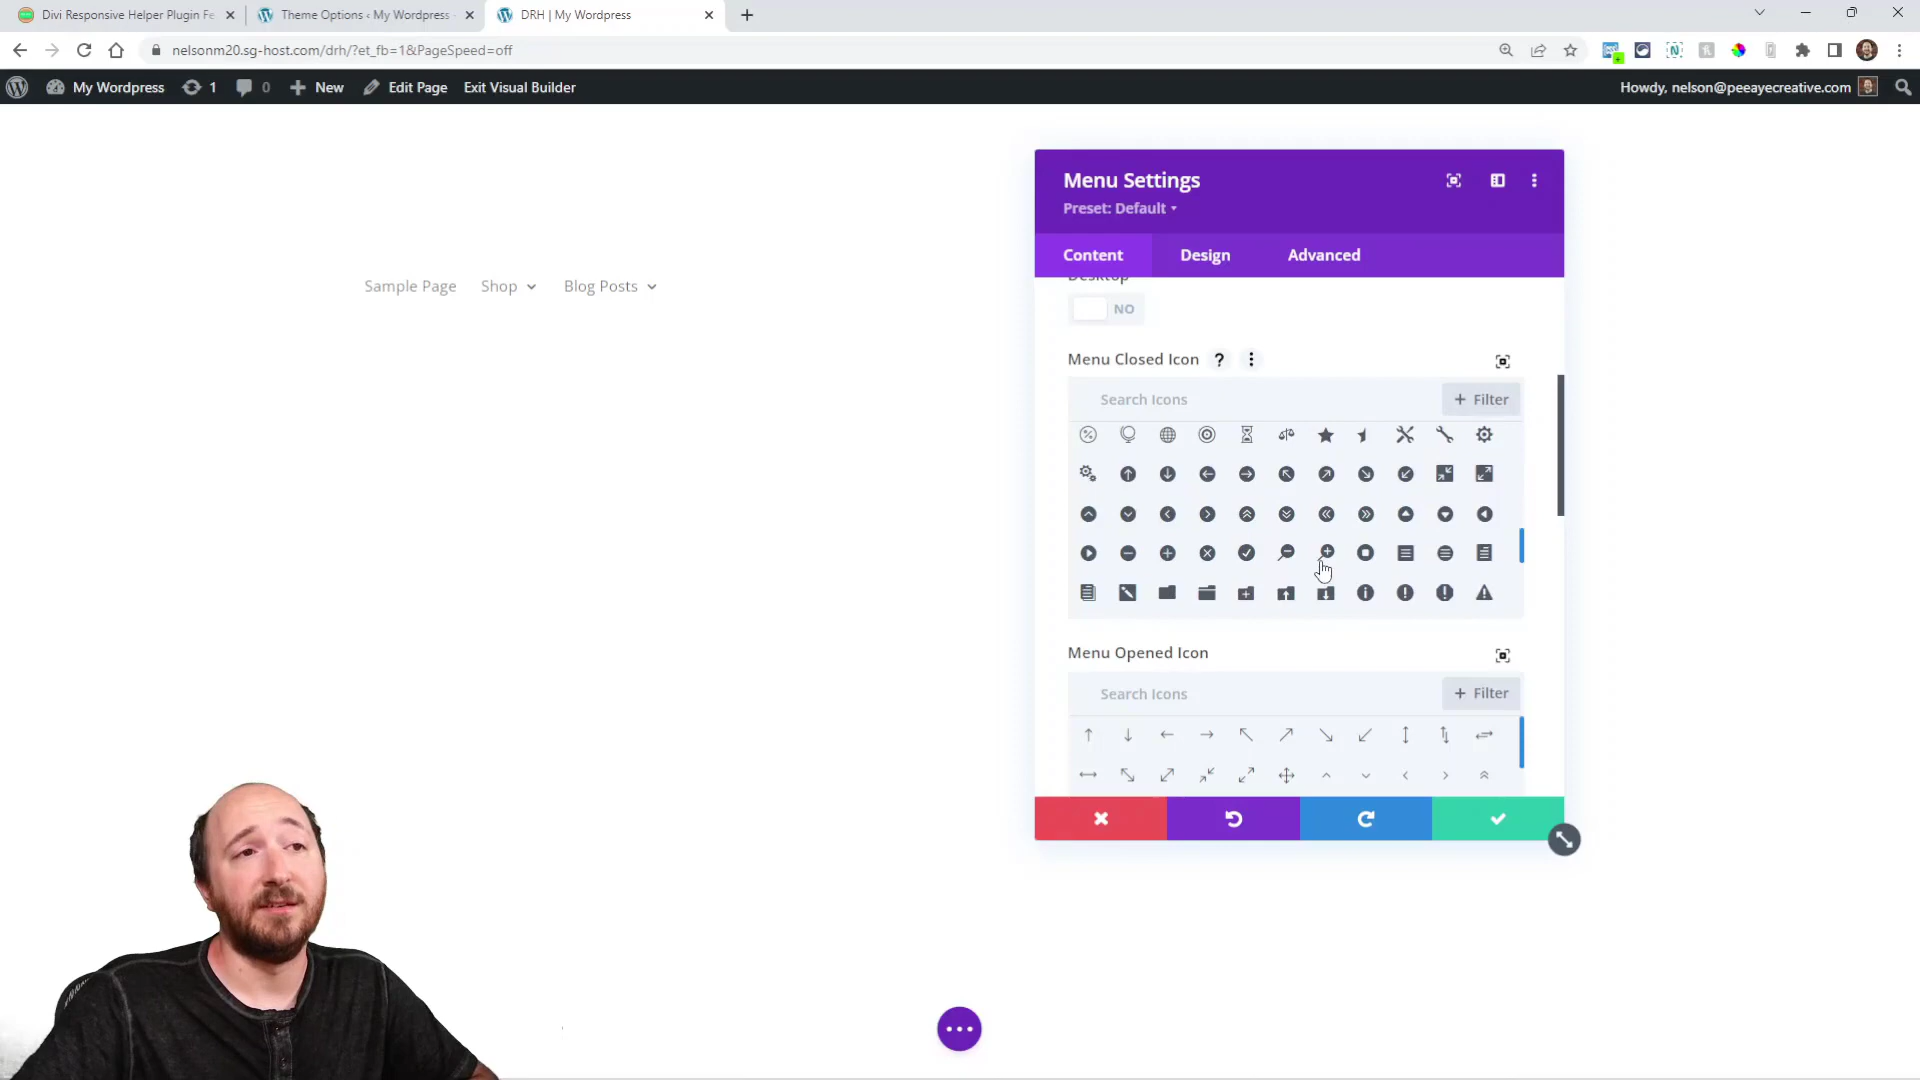 Divi Responsive Helper Plugin Fe
Theme Options ‹ My Wordpress
DRH | My Wordpress
nelsonm20.sg-host.com/drh/?et_fb=1&PageSpeed=off
My Wordpress
1
0
New
Edit Page
Exit Visual Builder
Howdy, nelson@peeayecreative.com
Menu Settings
Preset: Default
Content
Design
Advanced
Sample Page
Shop
Blog Posts
Desktop
NO
Menu Closed Icon ?
Search Icons
+ Filter
Menu Opened Icon
Search Icons
+ Filter